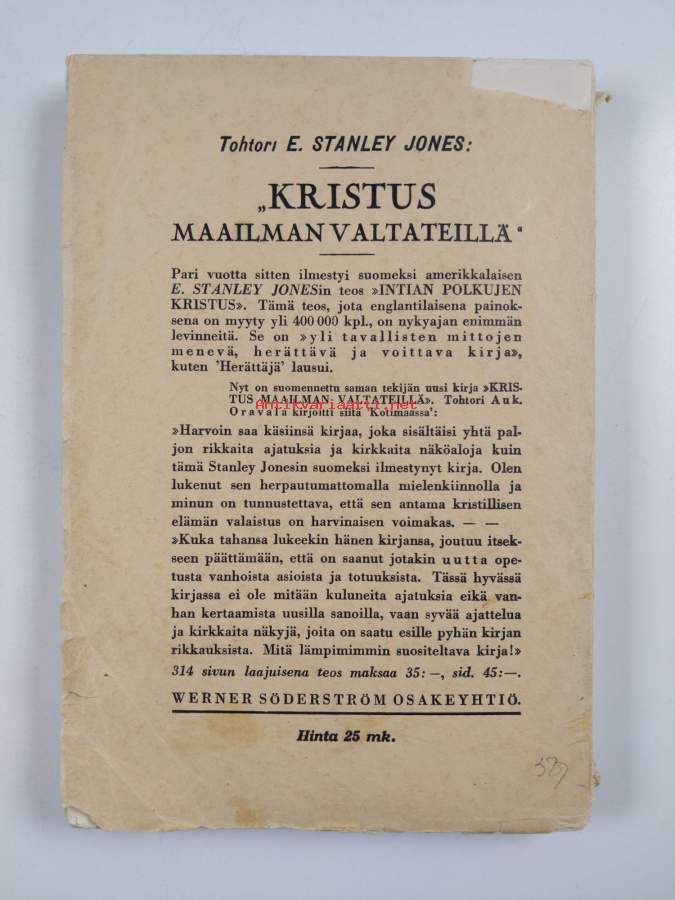 Tohtori E. STANLEY JONES:
„KRISTUS
MAAILMAN VALTATEILLÄ“
Pari vuotta sitten ilmestyi suomeksi amerikkalaisen
E. STANLEY JONESin teos »INTIAN POLKUJEN
KRISTUS». Tämä teos, jota englantilaisena painok-
sena on myyty yli 400 000 kpl., on nykyajan enimmän
levinneitä. Se on »yli tavallisten mittojen
menevä, herättävä ja voittava kirja»,
kuten 'Herättäjä' lausui.
Nyt on suomennettu saman tekijän uusi kirja »KRIS-
TUS MAAILMAN VALTATEILLÄ». Tohtori Auk.
Oravala kirjoitti siitä 'Kotimaassa':
Antikvariaatti.net
»Harvoin saa käsiinsä kirjaa, joka sisältäisi yhtä pal-
jon rikkaita ajatuksia ja kirkkaita näköaloja kuin
tämä Stanley Jonesin suomeksi ilmestynyt kirja. Olen
lukenut sen herpautumattomalla mielenkiinnolla ja
minun on tunnustettava, että sen antama kristillisen
elämän valaistus on harvinaisen voimakas. — —
»Kuka tahansa lukeekin hänen kirjansa, joutuu itsek-
seen päättämään, että on saanut jotakin uutta ope-
tusta vanhoista asioista ja totuuksista. Tässä hyvässä
kirjassa ei ole mitään kuluneita ajatuksia eikä van-
han kertaamista uusilla sanoilla, vaan syvää ajattelua
ja kirkkaita näkyjä, joita on saatu esille pyhän kirjan
rikkauksista. Mitä lämpimimmin suositeltava kirja!»
314 sivun laajuisena teos maksaa 35:—, sid. 45:—.
WERNER SÖDERSTRÖM OSAKEYHTIÖ.
Hinta 25 mk.